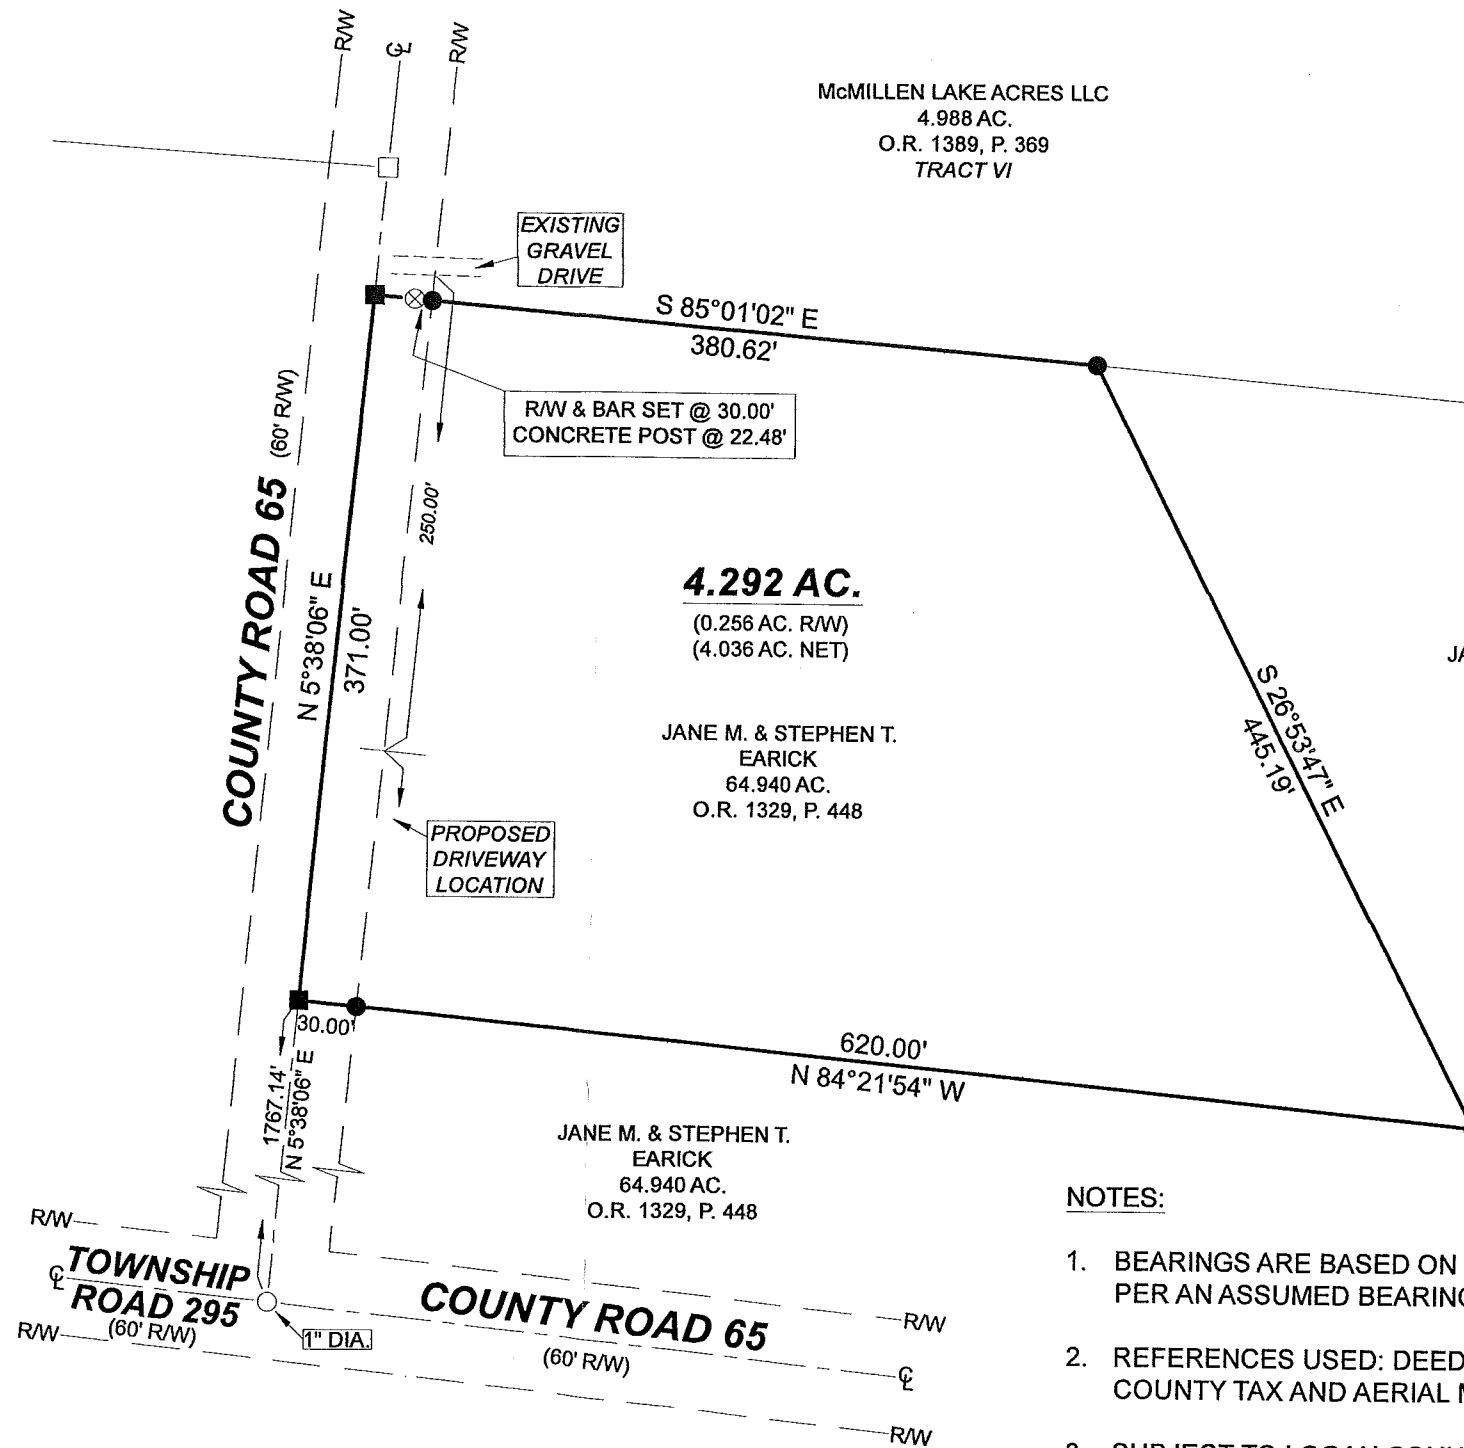 R/W
℄
R/W
McMILLEN LAKE ACRES LLC
4.988 AC.
O.R. 1389, P. 369
TRACT VI
EXISTING
GRAVEL
DRIVE
S 85°01'02" E
380.62'
R/W & BAR SET @ 30.00'
CONCRETE POST @ 22.48'
COUNTY ROAD 65 (60' R/W)
250.00'
N 5°38'06" E
371.00'
4.292 AC.
(0.256 AC. R/W)
(4.036 AC. NET)
JANE M. & STEPHEN T.
EARICK
64.940 AC.
O.R. 1329, P. 448
S 26°53'47" E
445.19'
JA
PROPOSED
DRIVEWAY
LOCATION
30.00'
620.00'
N 84°21'54" W
1767.14'
N 5°38'06" E
JANE M. & STEPHEN T.
EARICK
64.940 AC.
O.R. 1329, P. 448
R/W
℄
TOWNSHIP
ROAD 295
(60' R/W)
R/W
1" DIA.
COUNTY ROAD 65
(60' R/W)
R/W
℄
R/W
NOTES:
1. BEARINGS ARE BASED ON
PER AN ASSUMED BEARING
2. REFERENCES USED: DEED
COUNTY TAX AND AERIAL